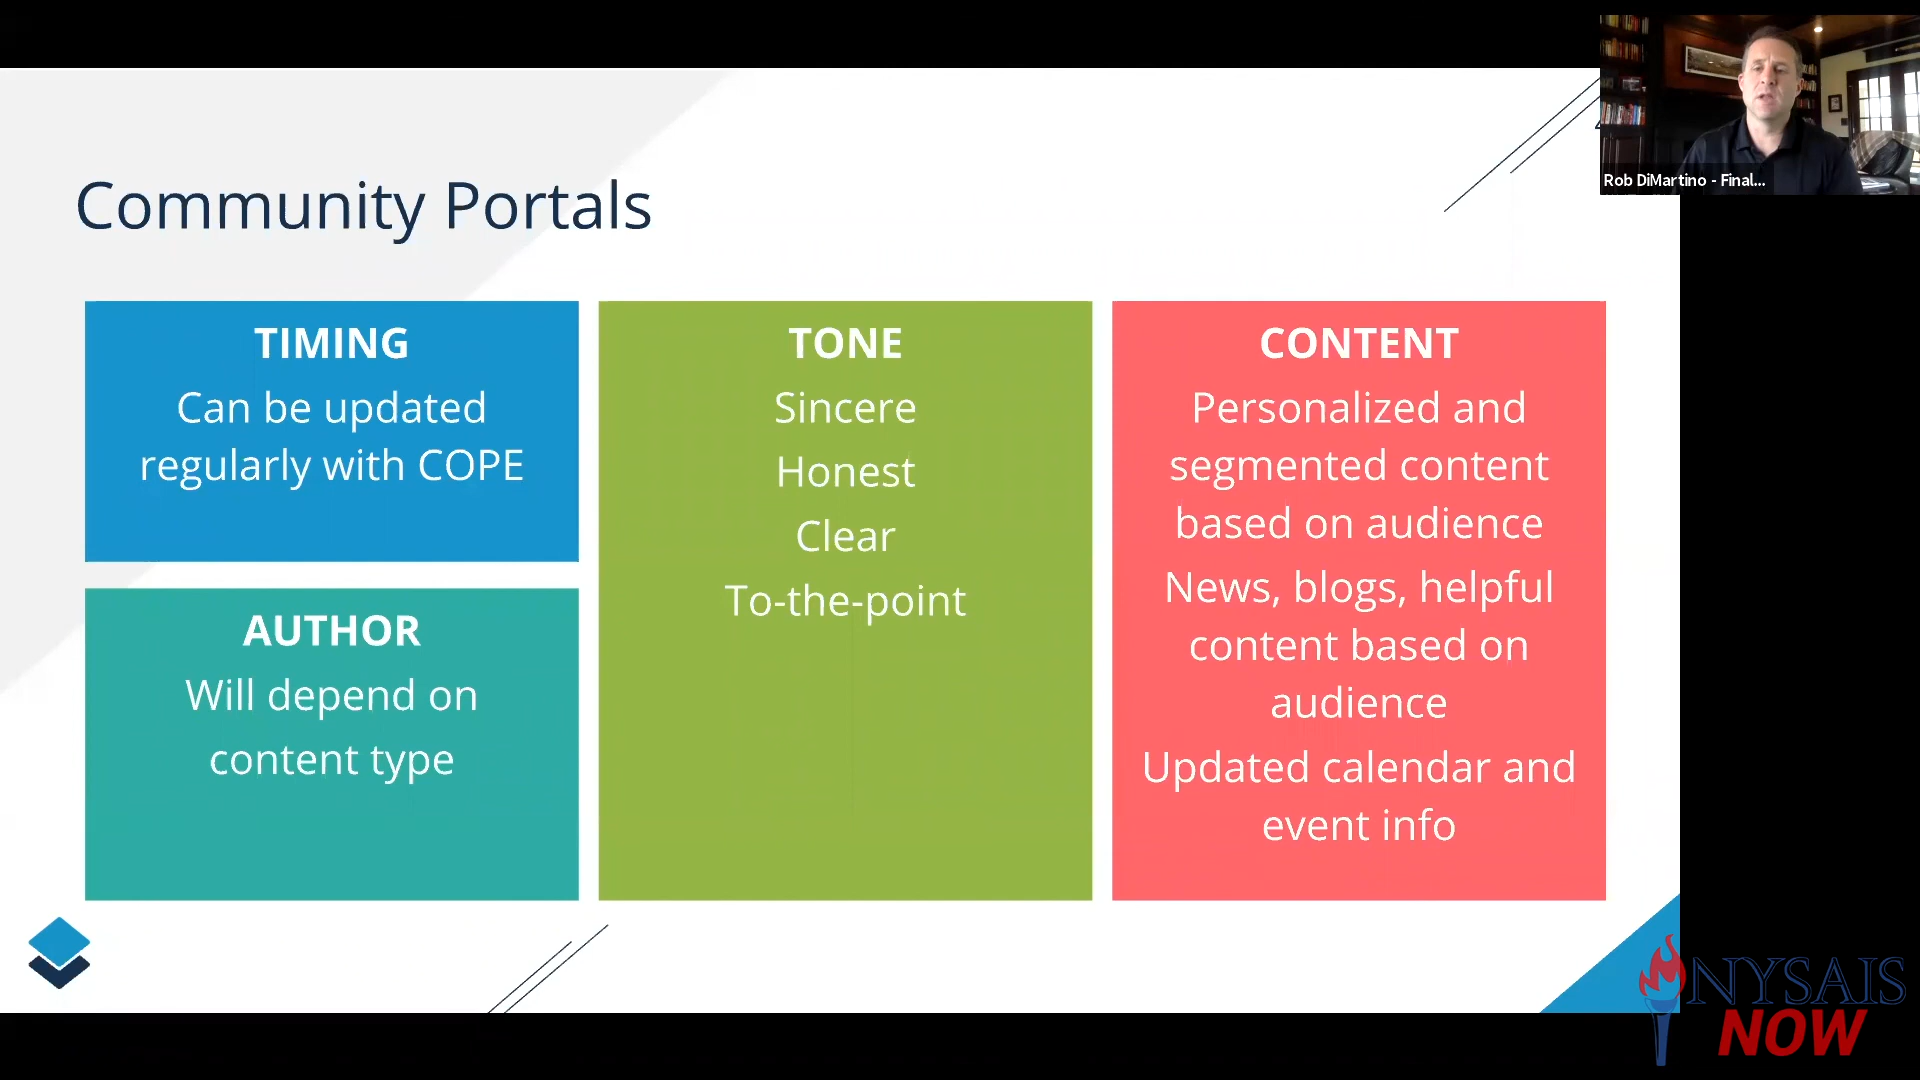 Community Portals
TIMING
Can be updated
regularly with COPE
AUTHOR
Will depend on
content type
TONE
Sincere
Honest
Clear
To-the-point
CONTENT
Personalized and
segmented content
based on audience
News, blogs, helpful
content based on
audience
Updated calendar and
event info
Rob DiMartino - Final...
NYSAIS
NOW